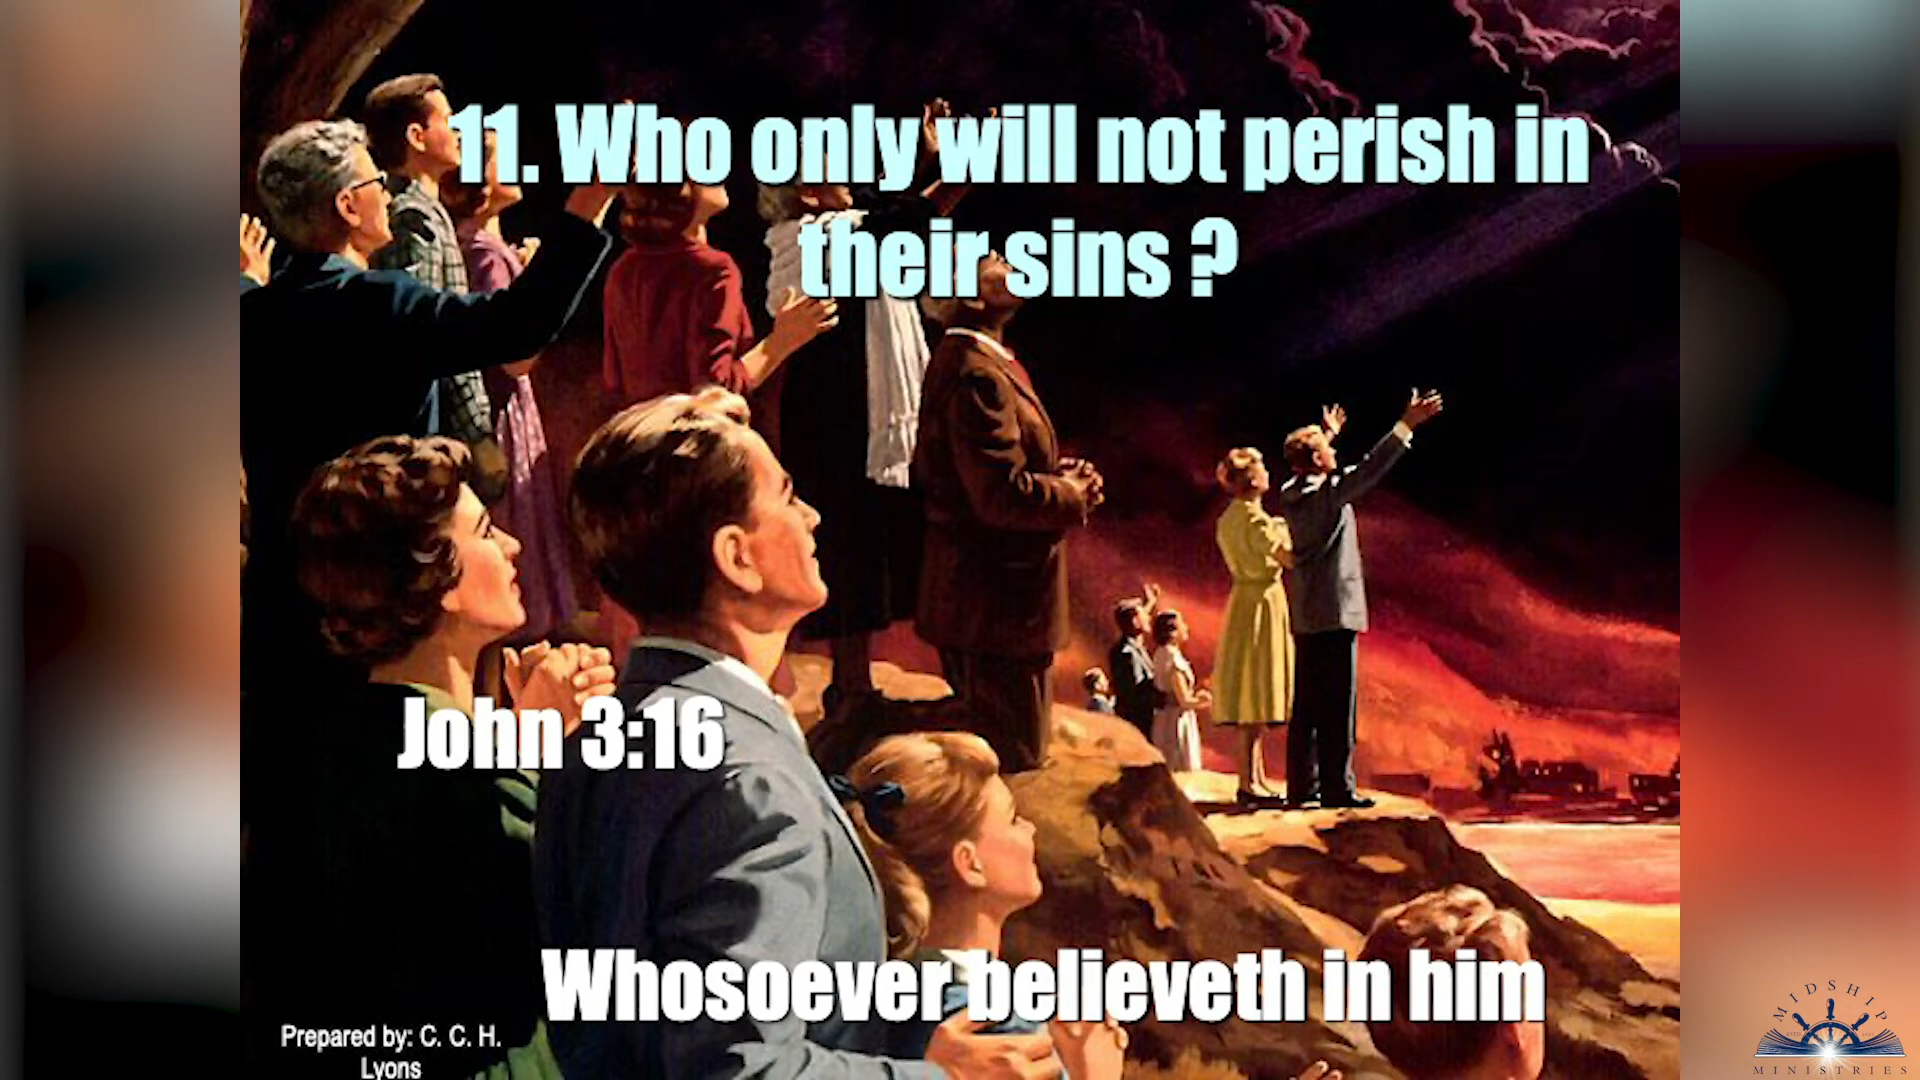 11. Who only will not perish in
their sins ?
John 3:16
Whosoever believeth in him
Prepared by: C. C. H.
Lyons
MIDSHIP
MINISTRIES